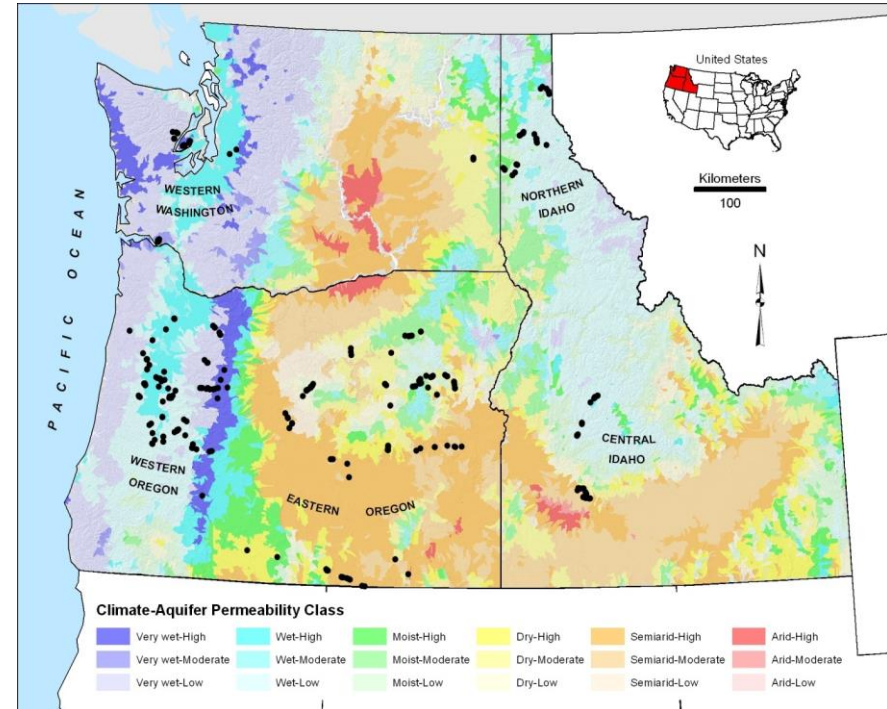 United States
Kilometers
100
N
PACIFIC OCEAN
WESTERN
WASHINGTON
NORTHERN
IDAHO
WESTERN
OREGON
EASTERN OREGON
CENTRAL
IDAHO
Climate-Aquifer Permeability Class
Very wet-High Wet-High Moist-High Dry-High Semiarid-High Arid-High
Very wet-Moderate Wet-Moderate Moist-Moderate Dry-Moderate Semiarid-Moderate Arid-Moderate
Very wet-Low Wet-Low Moist-Low Dry-Low Semiarid-Low Arid-Low